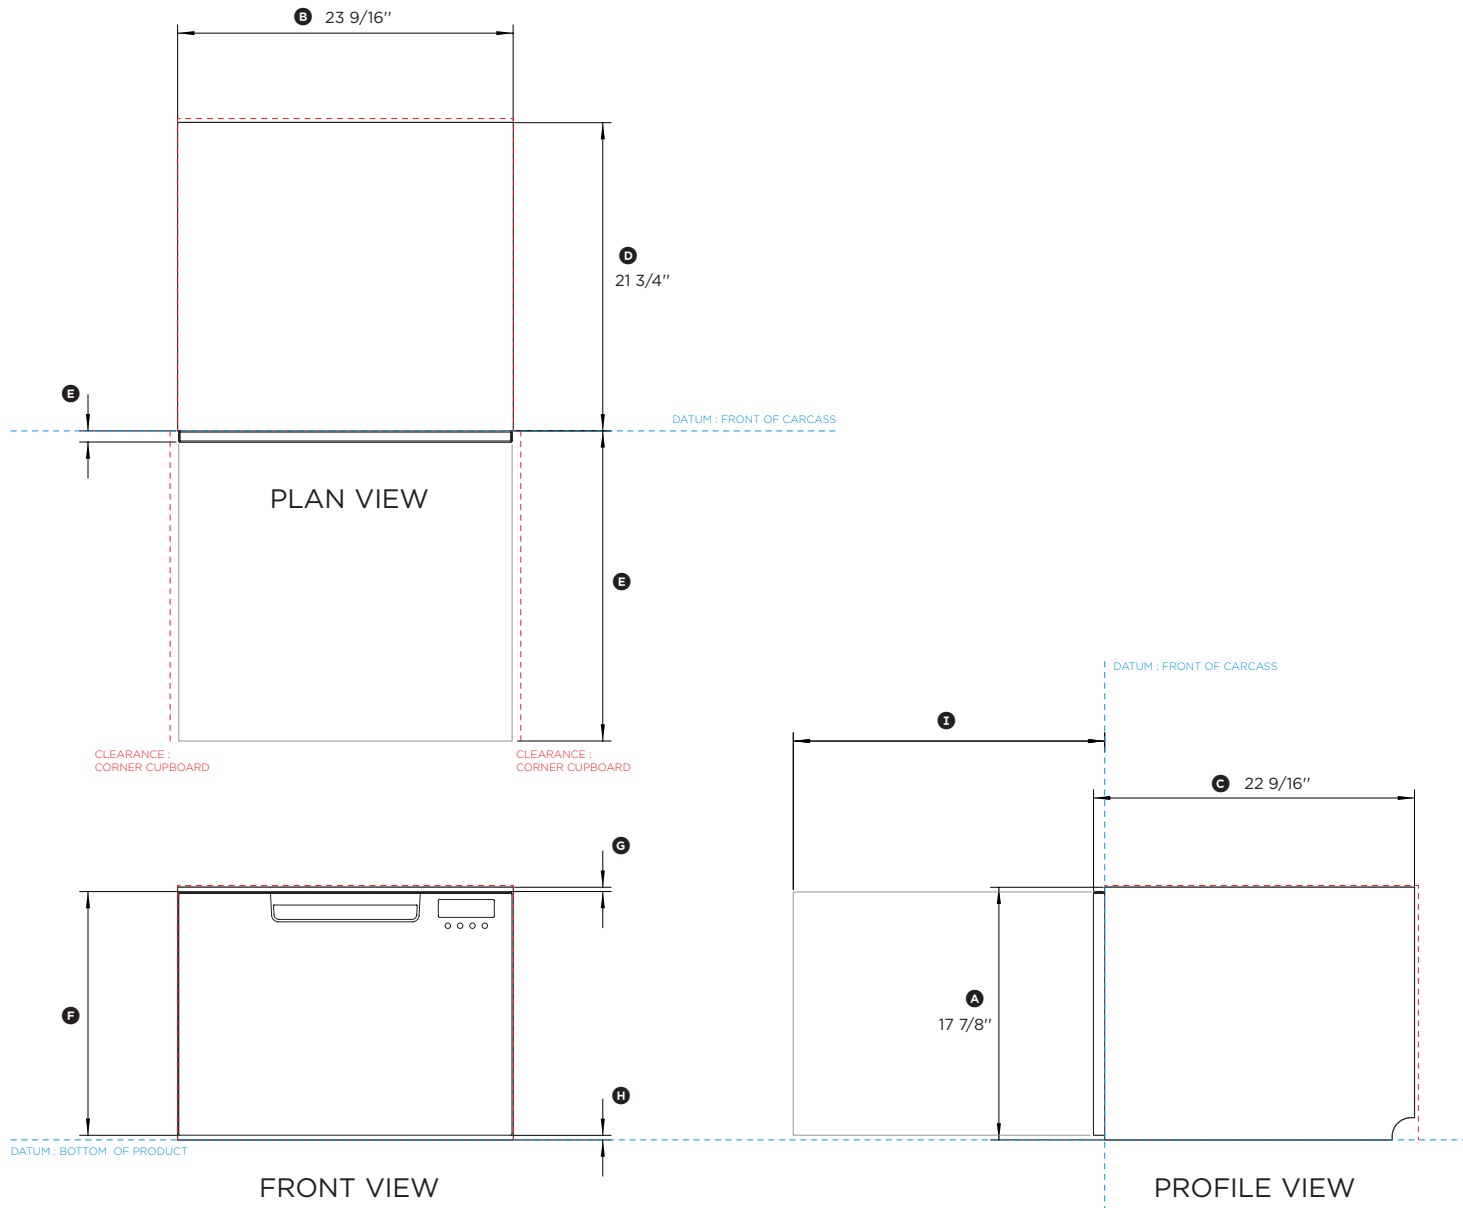 B 23 9/16''
D
21 3/4''
E
DATUM : FRONT OF CARCASS
PLAN VIEW
E
DATUM : FRONT OF CARCASS
I
CLEARANCE :
CORNER CUPBOARD
CLEARANCE :
CORNER CUPBOARD
C 22 9/16''
G
A
17 7/8''
F
H
DATUM : BOTTOM OF PRODUCT
FRONT VIEW
PROFILE VIEW